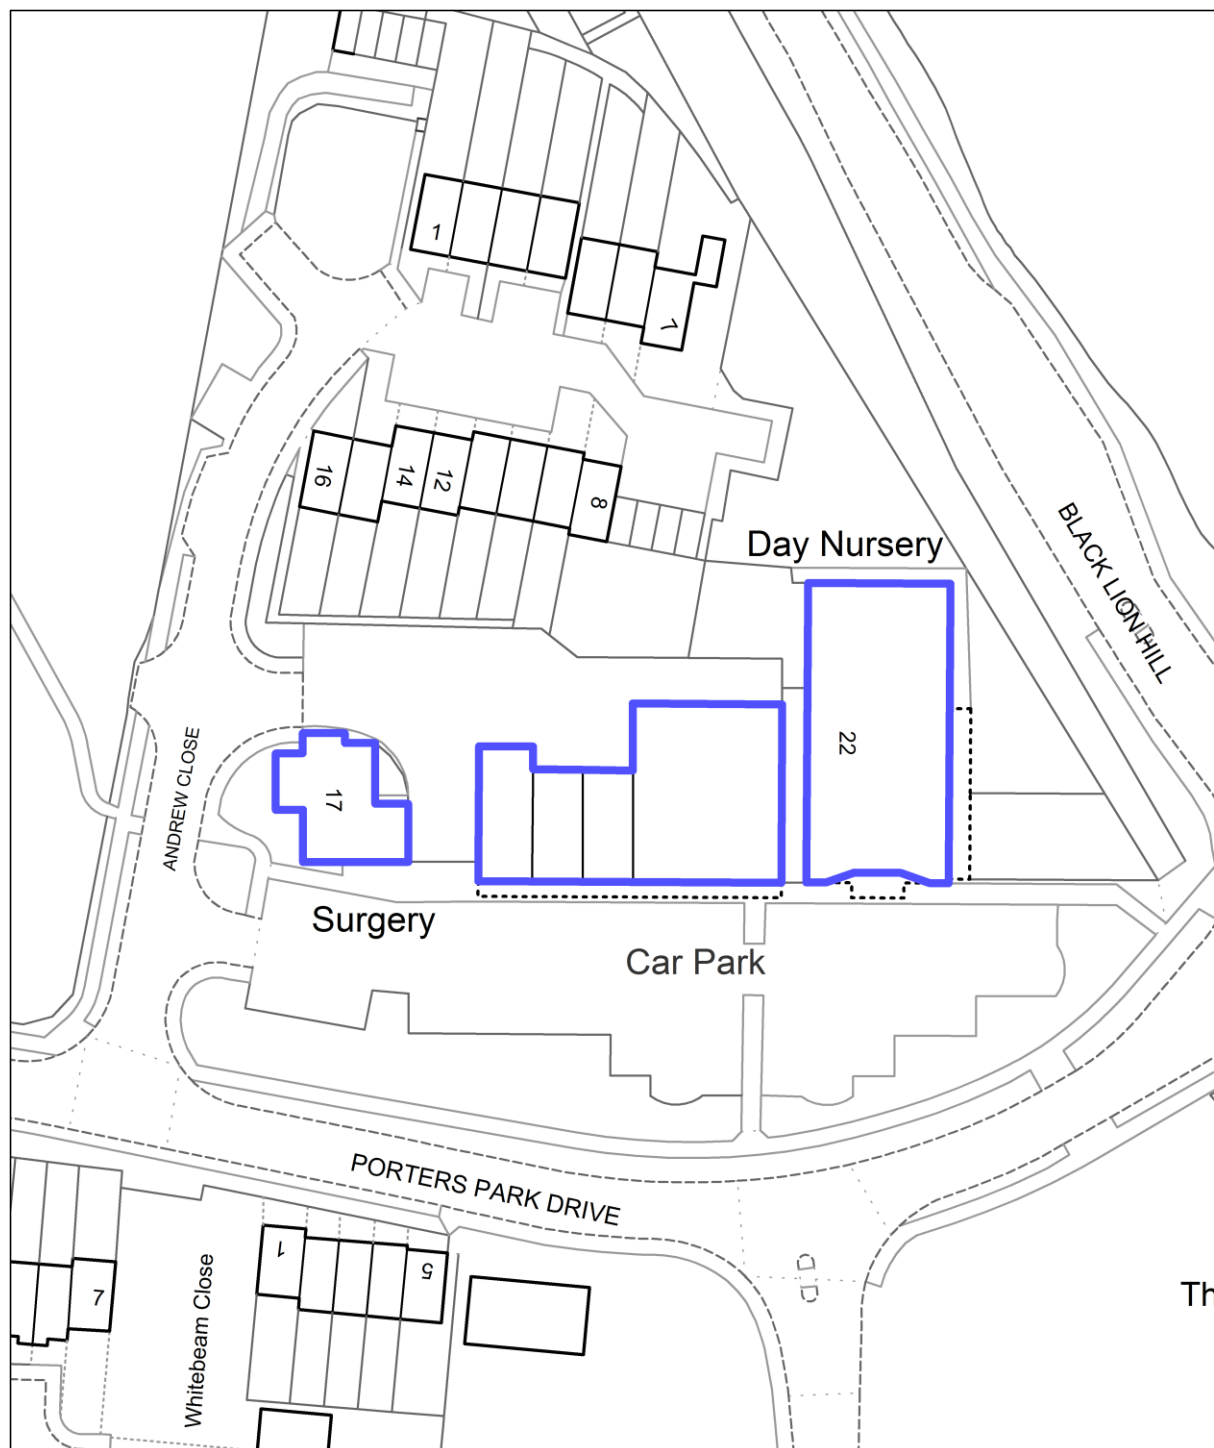 1
7
16
14
12
8
Day Nursery
BLACK LION HILL
22
17
ANDREW CLOSE
Surgery
Car Park
PORTERS PARK DRIVE
1
5
7
Whitebeam Close
Th